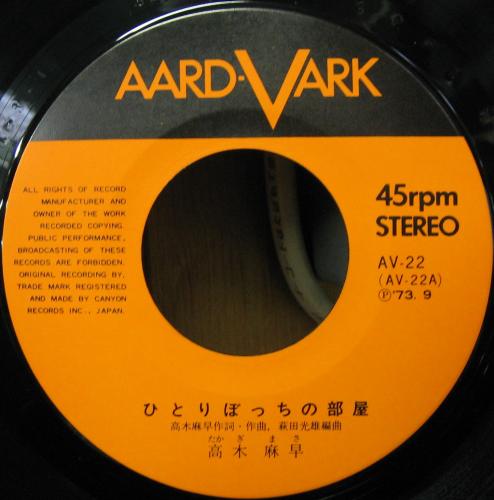 AARD-VARK
ALL RIGHTS OF RECORD
MANUFACTURER AND
OWNER OF THE WORK
RECORDED COPYING.
PUBLIC PERFORMANCE,
BROADCASTING OF THESE
RECORDS ARE FORBIDDEN.
ORIGINAL RECORDING BY,
TRADE MARK REGISTERED
AND MADE BY CANYON
RECORDS INC., JAPAN.
45rpm
STEREO
AV-22
(AV-22A)
Ⓟ'73. 9
ひとりぼっちの部屋
高木麻早作詞・作曲, 萩田光雄編曲
たかぎ まさ
高木 麻早